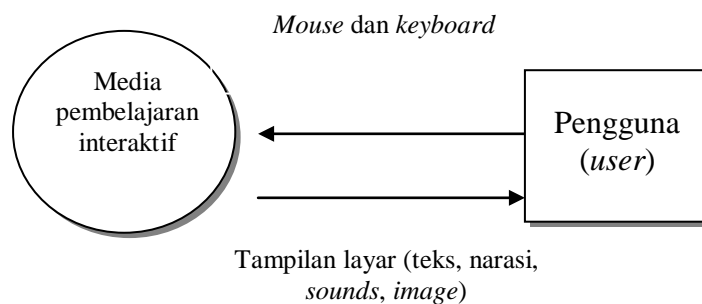 Mouse dan keyboard
Media
pembelajaran
interaktif
Pengguna
(user)
Tampilan layar (teks, narasi,
sounds, image)